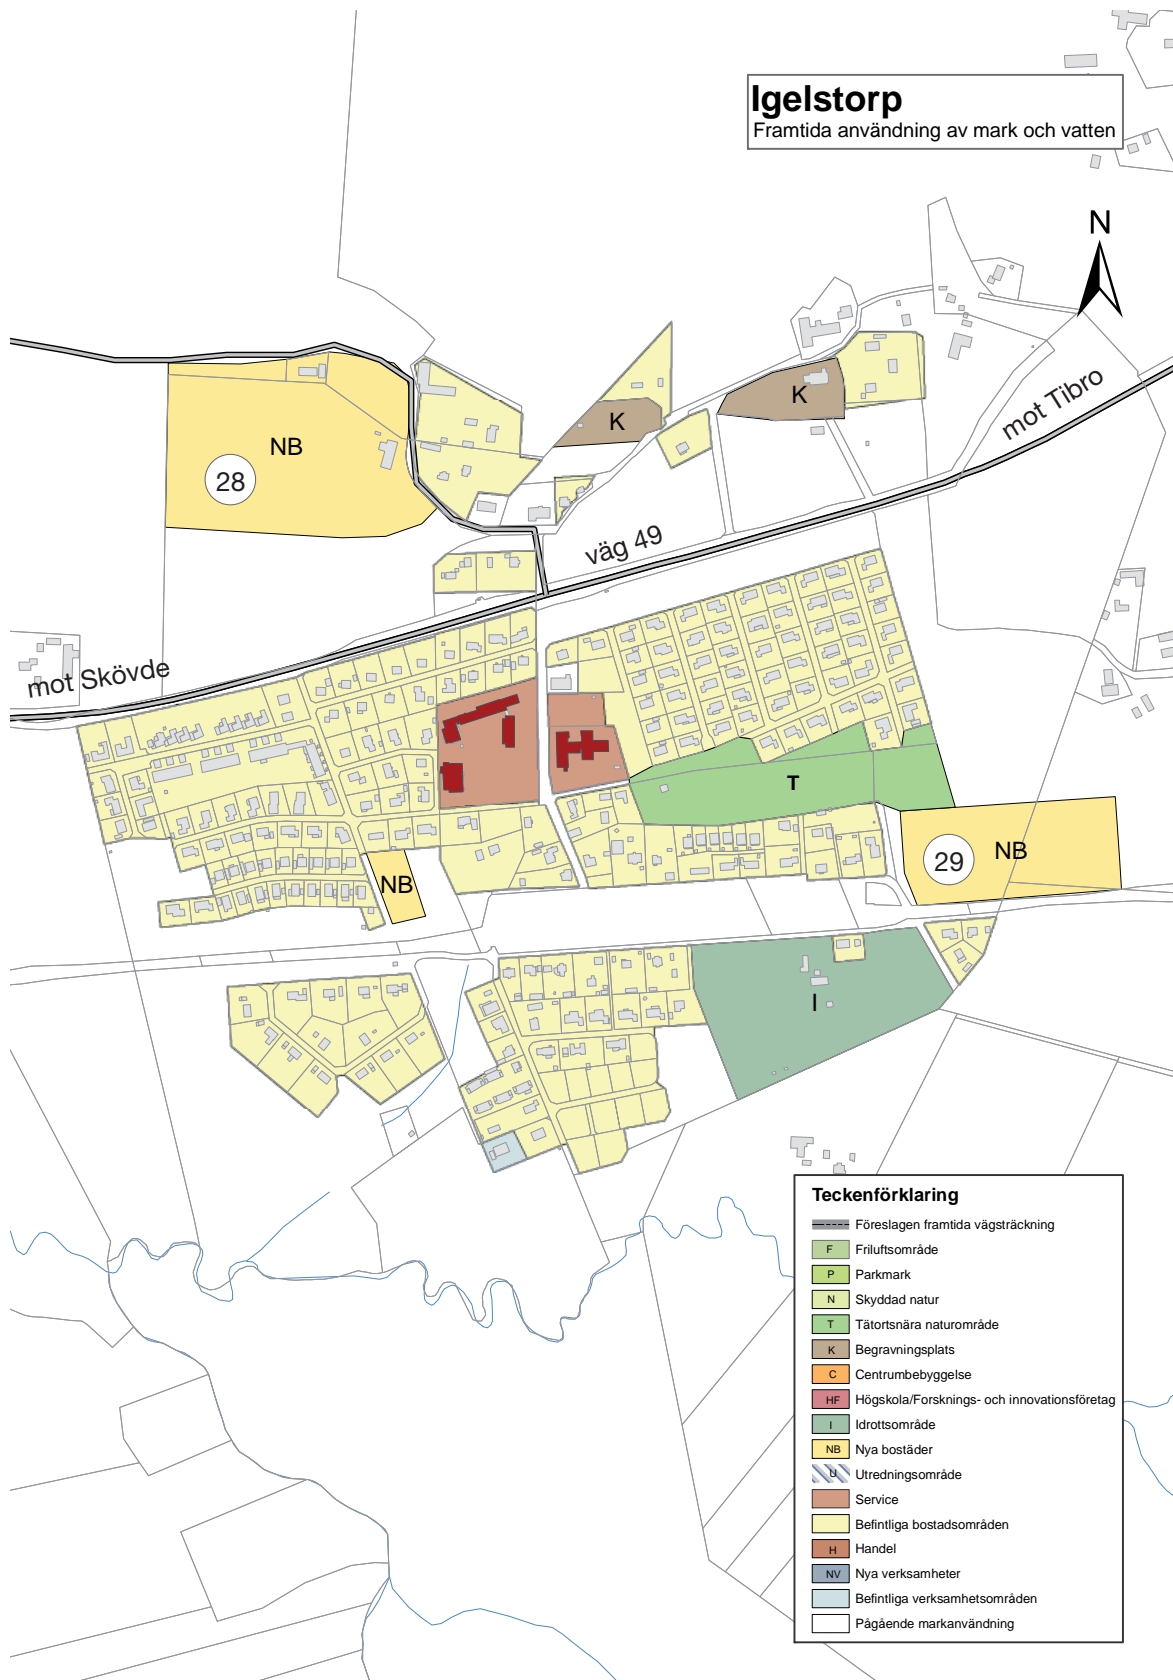 Igelstorp
Framtida användning av mark och vatten
N
K
K
mot Tibro
NB
28
väg 49
mot Skövde
T
29
NB
NB
I
Teckenförklaring
Föreslagen framtida vägsträckning
F Friluftsområde
P Parkmark
N Skyddad natur
T Tätortsnära naturområde
K Begravningsplats
C Centrumbebyggelse
HF Högskola/Forsknings- och innovationsföretag
I Idrottsområde
NB Nya bostäder
U Utredningsområde
Service
Befintliga bostadsområden
H Handel
NV Nya verksamheter
Befintliga verksamhetsområden
Pågående markanvändning